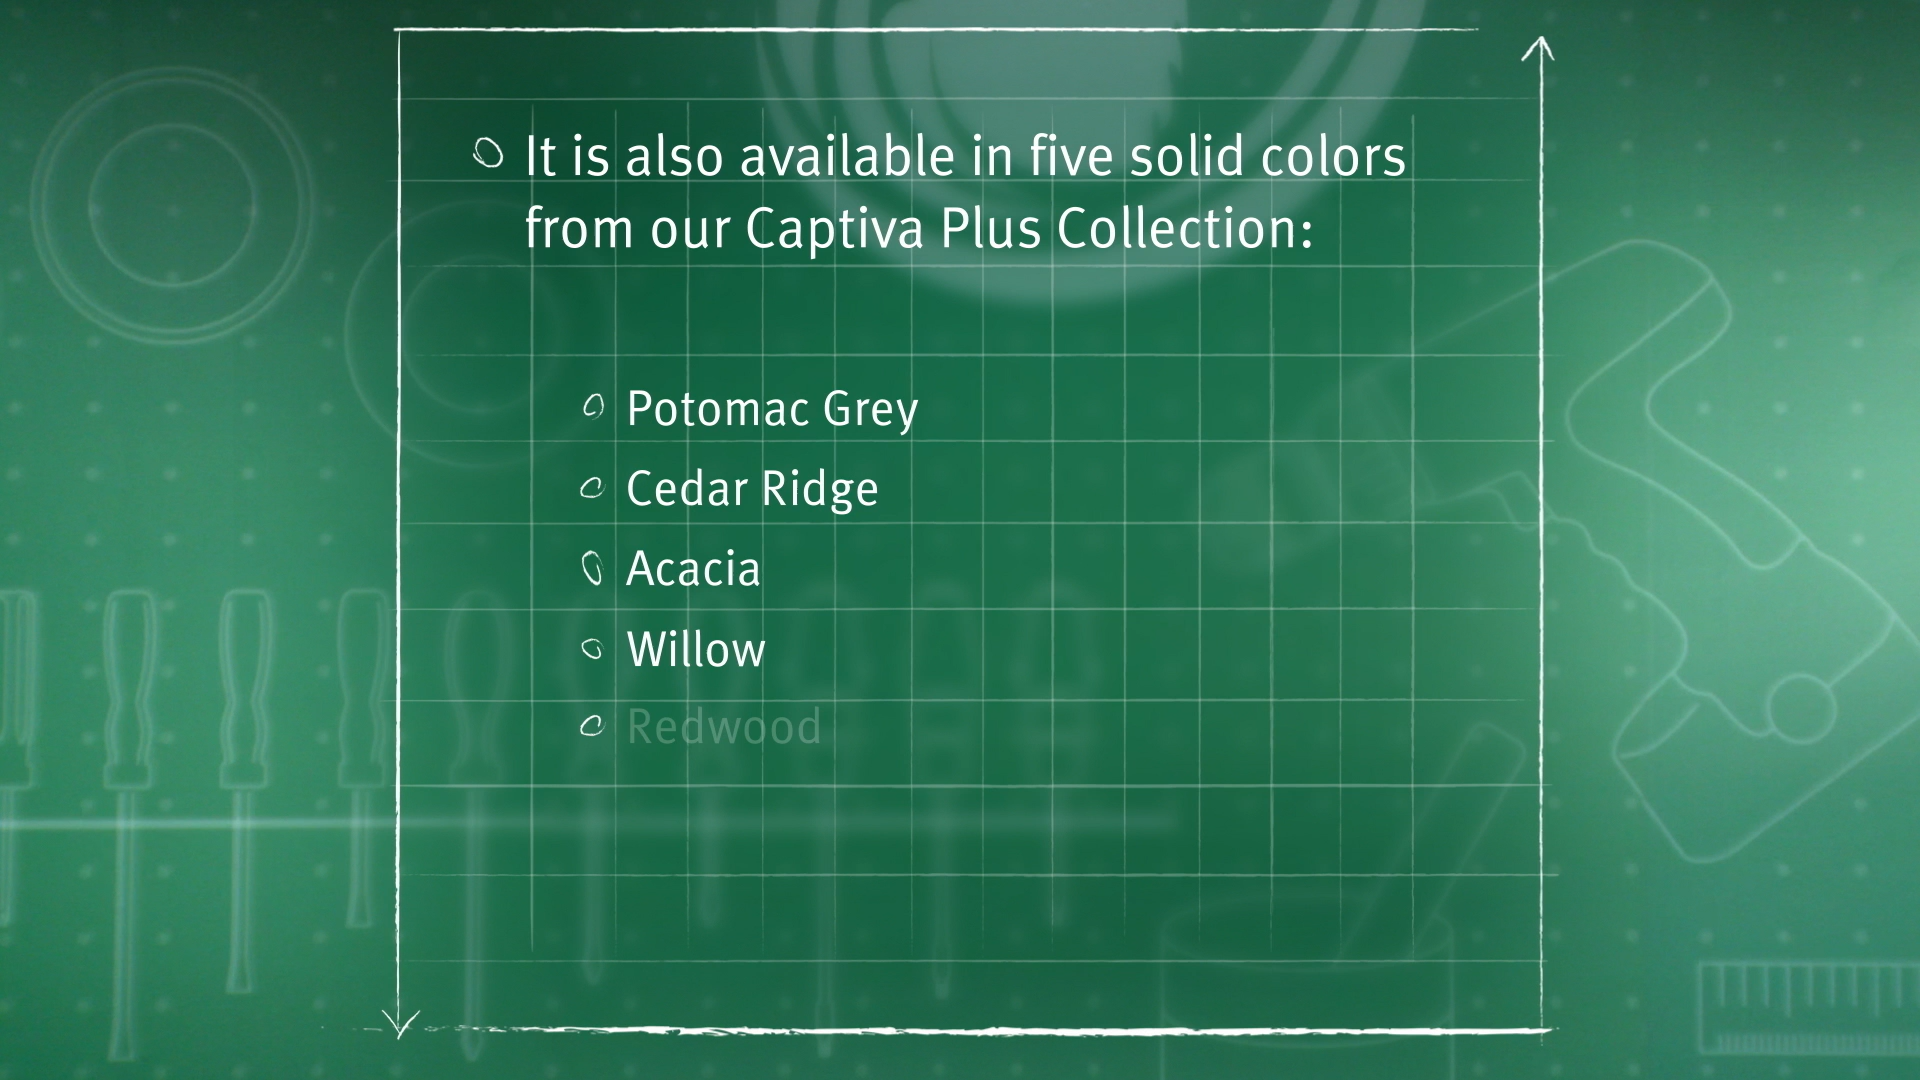 It is also available in five solid colors
from our Captiva Plus Collection:
Potomac Grey
Cedar Ridge
Acacia
Willow
Redwood